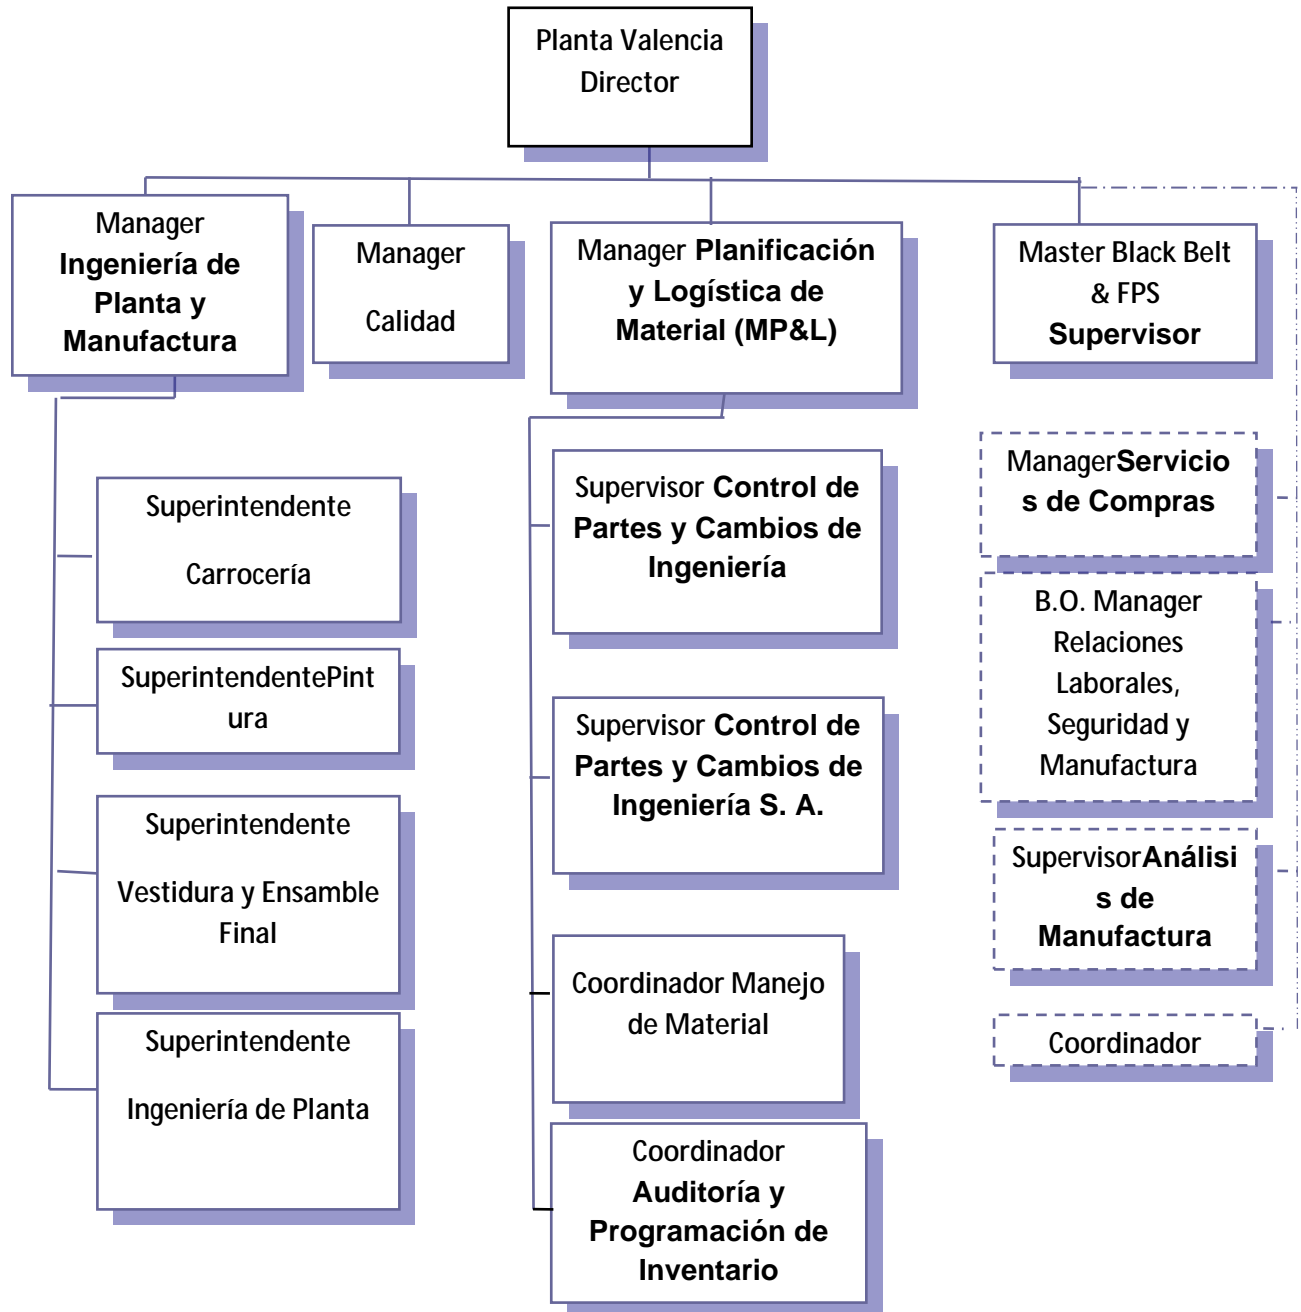 Planta Valencia
Director
Manager
Ingeniería de
Planta y
Manufactura
Manager
Calidad
Manager Planificación
y Logística de
Material (MP&L)
Master Black Belt
& FPS
Supervisor
Superintendente
Carrocería
SuperintendentePint
ura
Superintendente
Vestidura y Ensamble
Final
Superintendente
Ingeniería de Planta
Supervisor Control de
Partes y Cambios de
Ingeniería
Supervisor Control de
Partes y Cambios de
Ingeniería S. A.
Coordinador Manejo
de Material
Coordinador
Auditoría y
Programación de
Inventario
ManagerServicio
s de Compras
B.O. Manager
Relaciones
Laborales,
Seguridad y
Manufactura
SupervisorAnálisi
s de
Manufactura
Coordinador